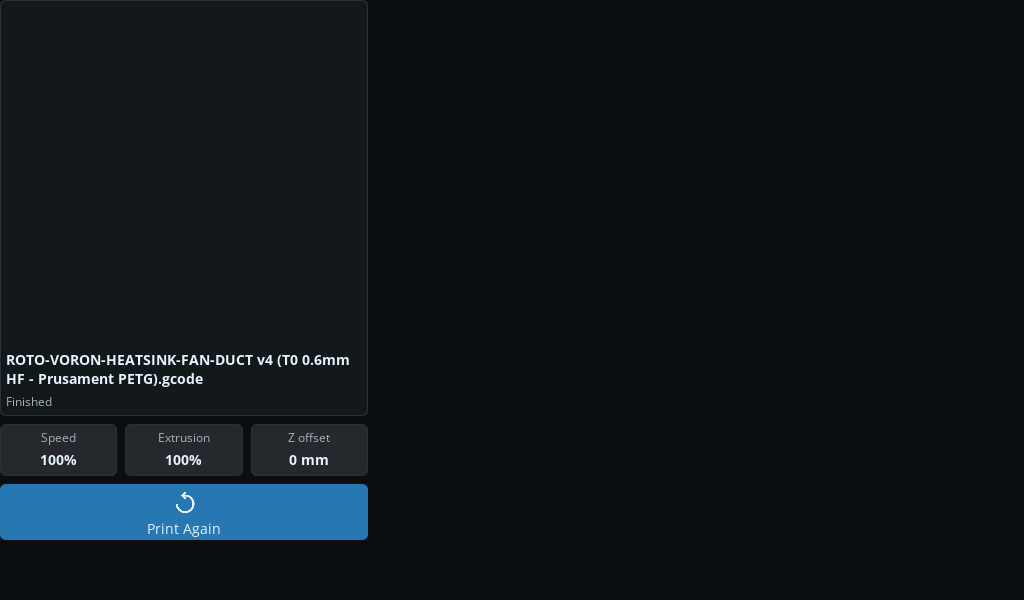 ROTO-VORON-HEATSINK-FAN-DUCT v4 (T0 0.6mm
HF - Prusament PETG).gcode
Finished
Speed
100%
Extrusion
100%
Z offset
0 mm
Print Again